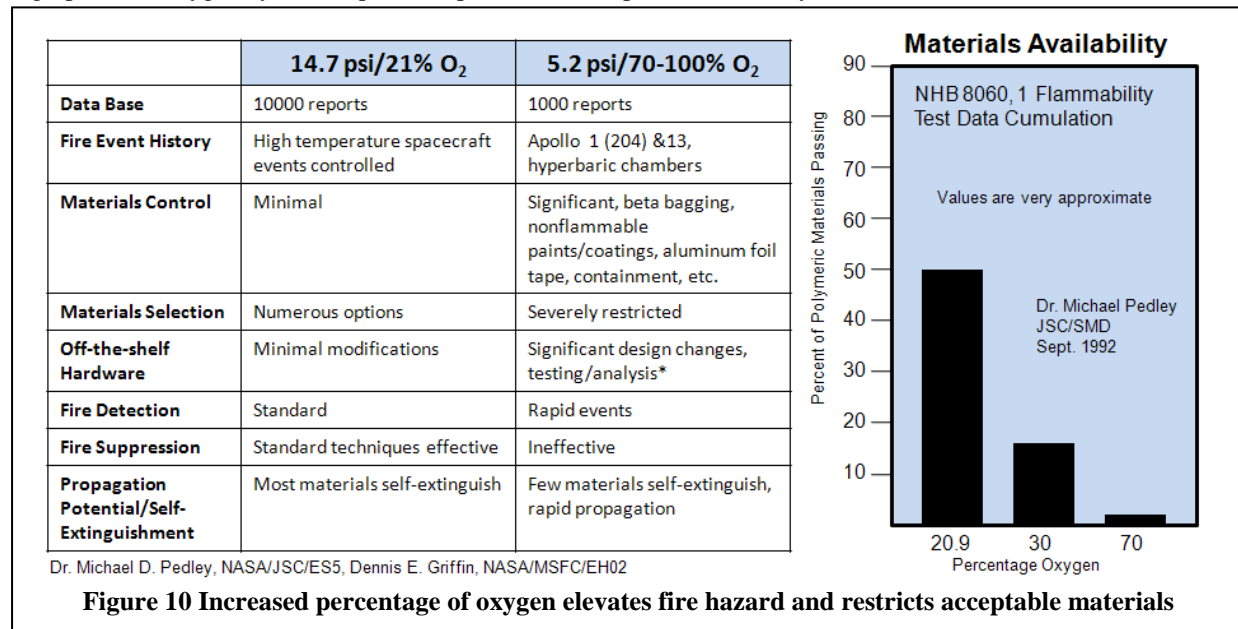 14.7 psi/21% O₂
5.2 psi/70-100% O₂
Data Base
10000 reports
1000 reports
Fire Event History
High temperature spacecraft
events controlled
Apollo 1 (204) &13,
hyperbaric chambers
Materials Control
Minimal
Significant, beta bagging,
nonflammable
paints/coatings, aluminum foil
tape, containment, etc.
Materials Selection
Numerous options
Severely restricted
Off-the-shelf
Hardware
Minimal modifications
Significant design changes,
testing/analysis*
Fire Detection
Standard
Rapid events
Fire Suppression
Standard techniques effective
Ineffective
Propagation
Potential/Self-
Extinguishment
Most materials self-extinguish
Few materials self-extinguish,
rapid propagation
Dr. Michael D. Pedley, NASA/JSC/ES5, Dennis E. Griffin, NASA/MSFC/EH02
Materials Availability
Percent of Polymeric Materials Passing
90
80
70
60
50
40
30
20
10
NHB 8060, 1 Flammability
Test Data Cumulation
Values are very approximate
Dr. Michael Pedley
JSC/SMD
Sept. 1992
20.9
30
70
Percentage Oxygen
Figure 10 Increased percentage of oxygen elevates fire hazard and restricts acceptable materials